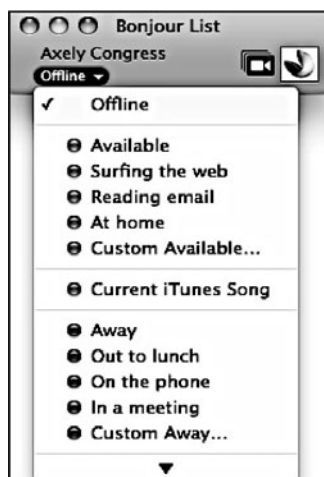 Bonjour List
Axely Congress
Offline
Offline
Available
Surfing the web
Reading email
At home
Custom Available...
Current iTunes Song
Away
Out to lunch
On the phone
In a meeting
Custom Away...